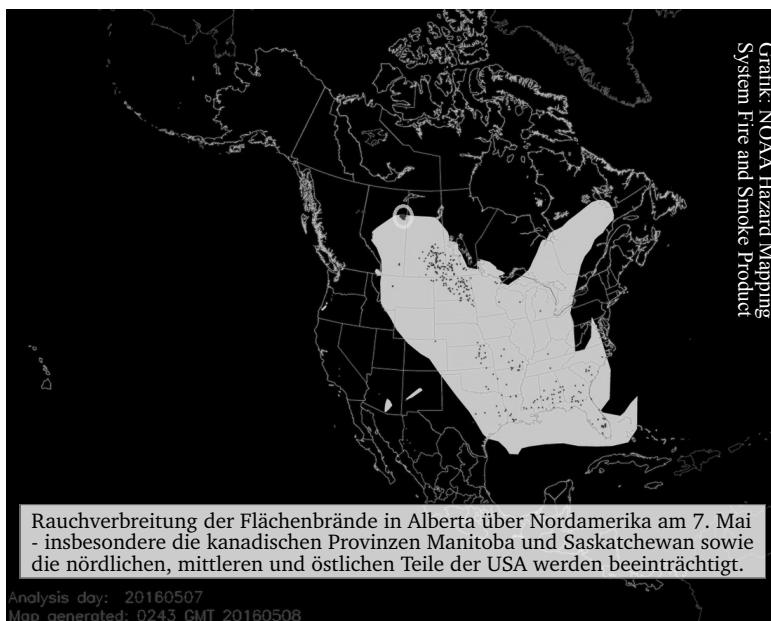 Grafik: NOAA Hazard Mapping
System Fire and Smoke Product
Rauchverbreitung der Flächenbrände in Alberta über Nordamerika am 7. Mai
- insbesondere die kanadischen Provinzen Manitoba und Saskatchewan sowie
die nördlichen, mittleren und östlichen Teile der USA werden beeinträchtigt.
Analysis day: 20160507
Map generated: 0243 GMT 20160508